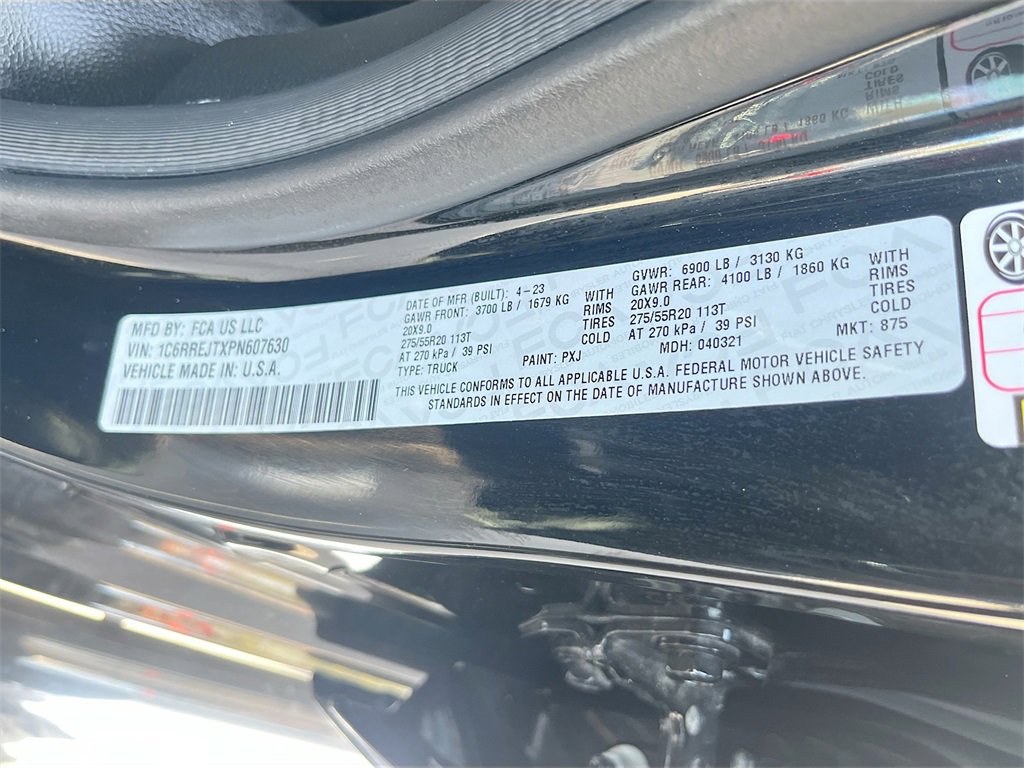 MFD BY: FCA US LLC
VIN: 1C6RREJTXPN607630
VEHICLE MADE IN: U.S.A.
DATE OF MFR (BUILT): 4-23
GAWR FRONT: 3700 LB / 1679 KG WITH
20X9.0 RIMS
275/55R20 113T TIRES
AT 270 kPa / 39 PSI COLD
TYPE: TRUCK
PAINT: PXJ
GVWR: 6900 LB / 3130 KG
GAWR REAR: 4100 LB / 1860 KG WITH
20X9.0 RIMS
275/55R20 113T TIRES
AT 270 kPa / 39 PSI COLD
MDH: 040321
MKT: 875
THIS VEHICLE CONFORMS TO ALL APPLICABLE U.S.A. FEDERAL MOTOR VEHICLE SAFETY
STANDARDS IN EFFECT ON THE DATE OF MANUFACTURE SHOWN ABOVE.